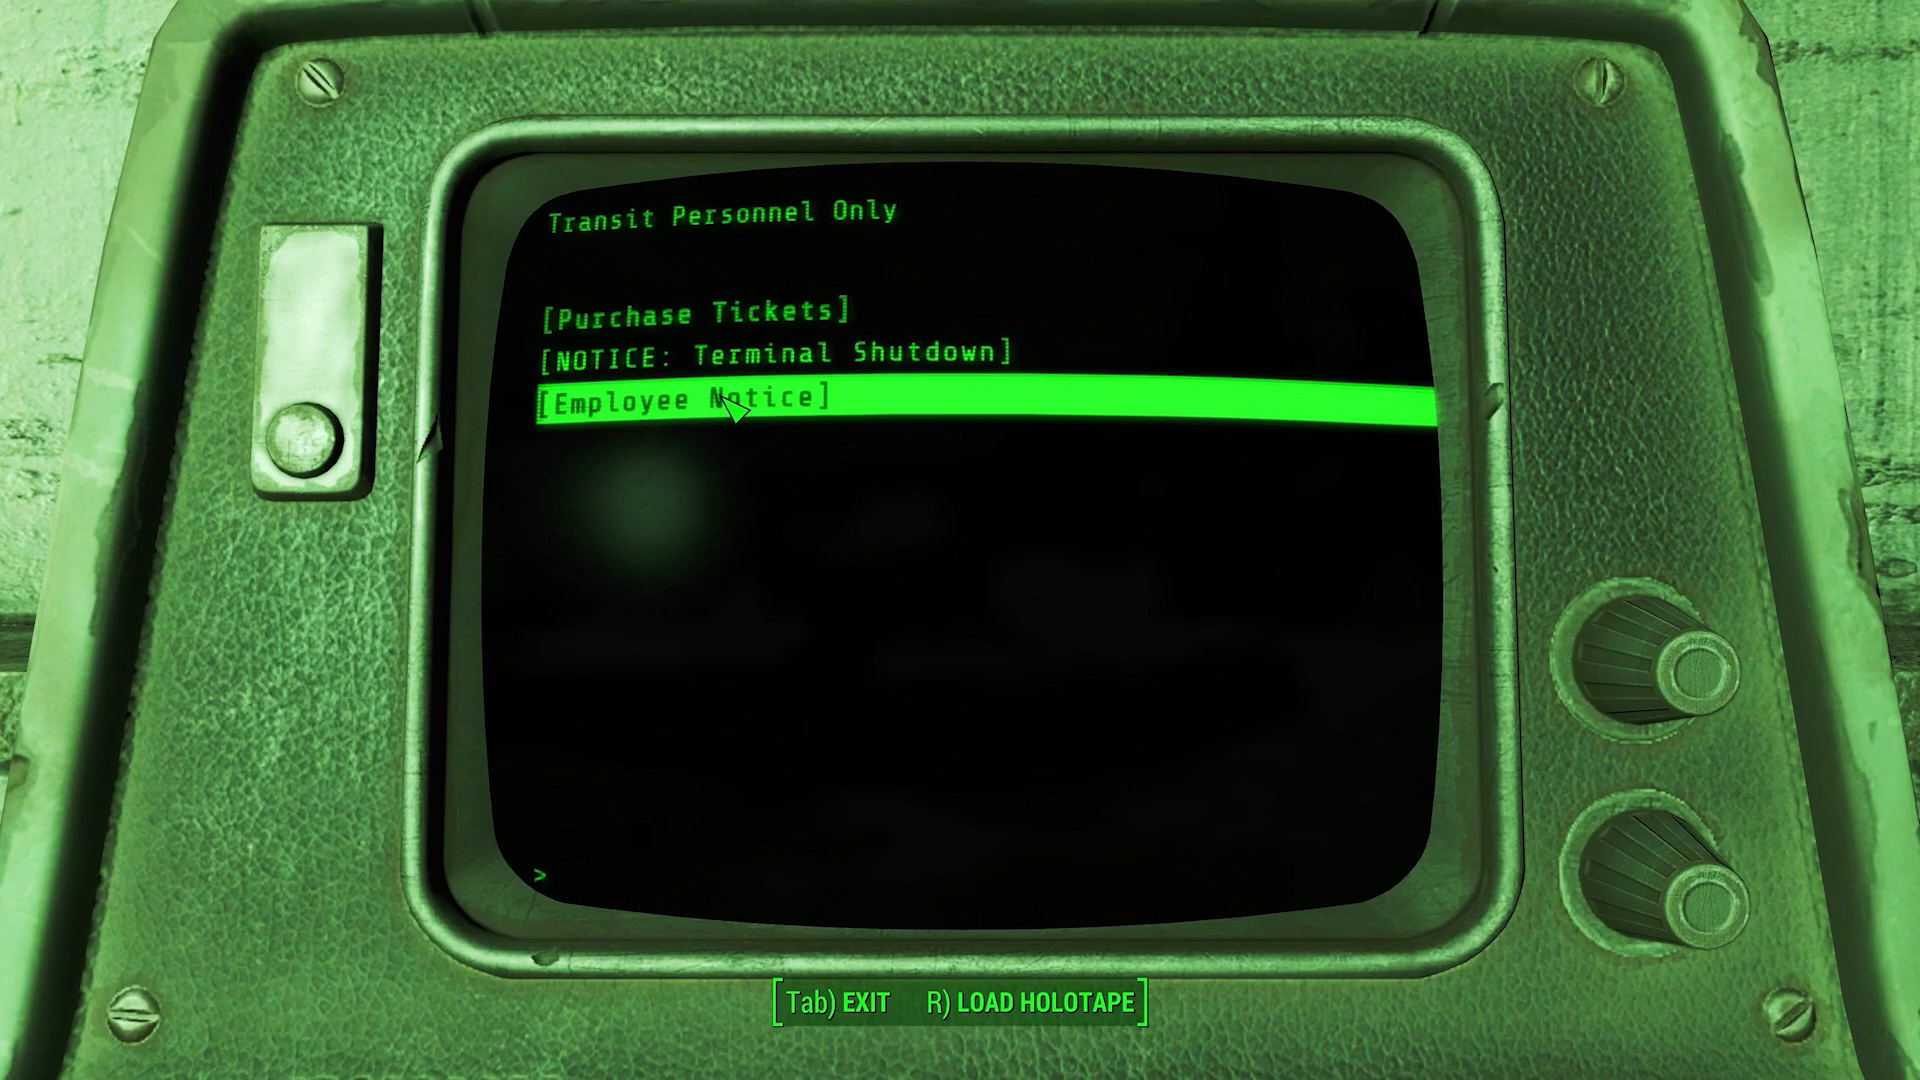 Transit Personnel Only
[Purchase Tickets]
[NOTICE: Terminal Shutdown]
[Employee Notice]
>
[Tab) EXIT R) LOAD HOLOTAPE]